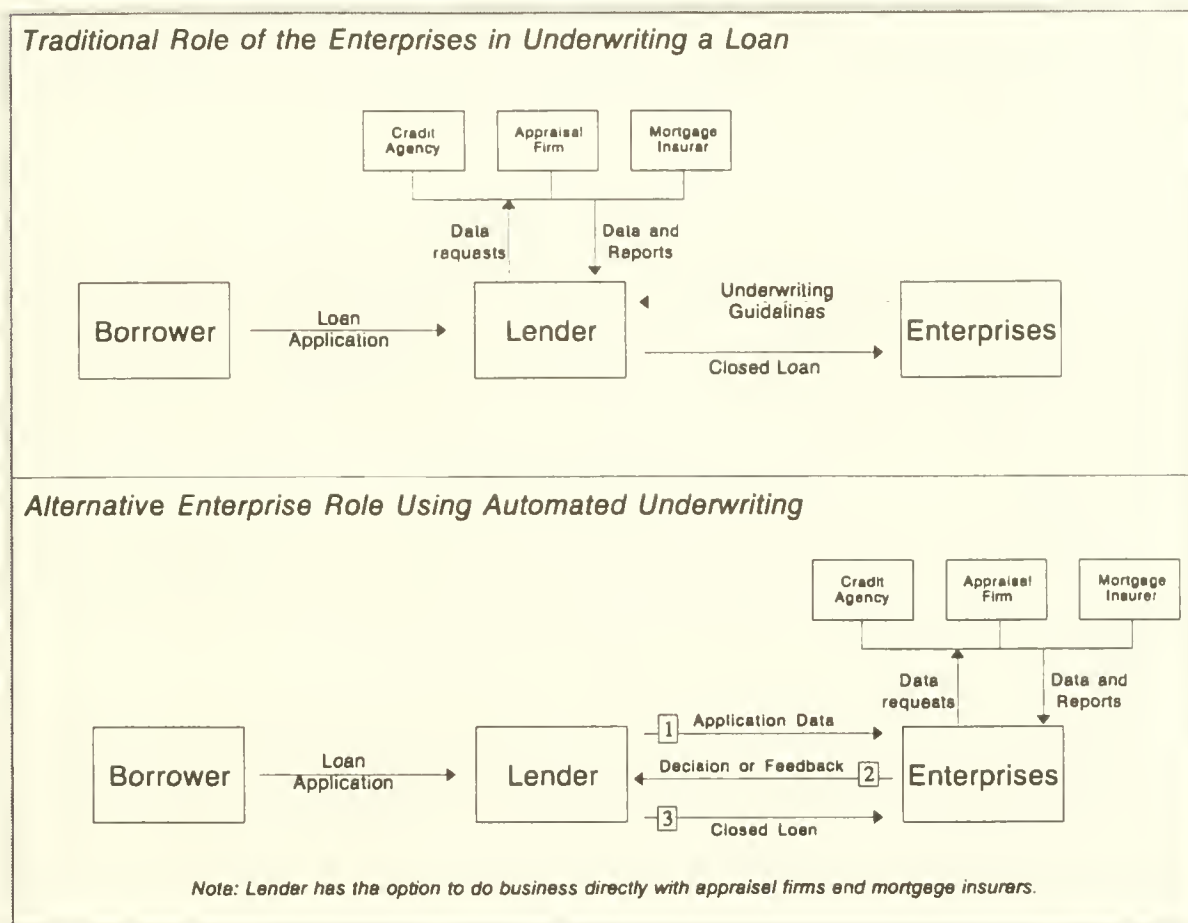 Traditional Role of the Enterprises in Underwriting a Loan
Credit
Agency
Appraisal
Firm
Mortgage
Insurer
Data
requests
Data and
Reports
Borrower
Loan
Application
Lender
Underwriting
Guidelines
Closed Loan
Enterprises
Alternative Enterprise Role Using Automated Underwriting
Credit
Agency
Appraisal
Firm
Mortgage
Insurer
Data
requests
Data and
Reports
Borrower
Loan
Application
Lender
1 Application Data
Decision or Feedback 2
3
Closed Loan
Enterprises
Note: Lender has the option to do business directly with appraisal firms and mortgage insurers.